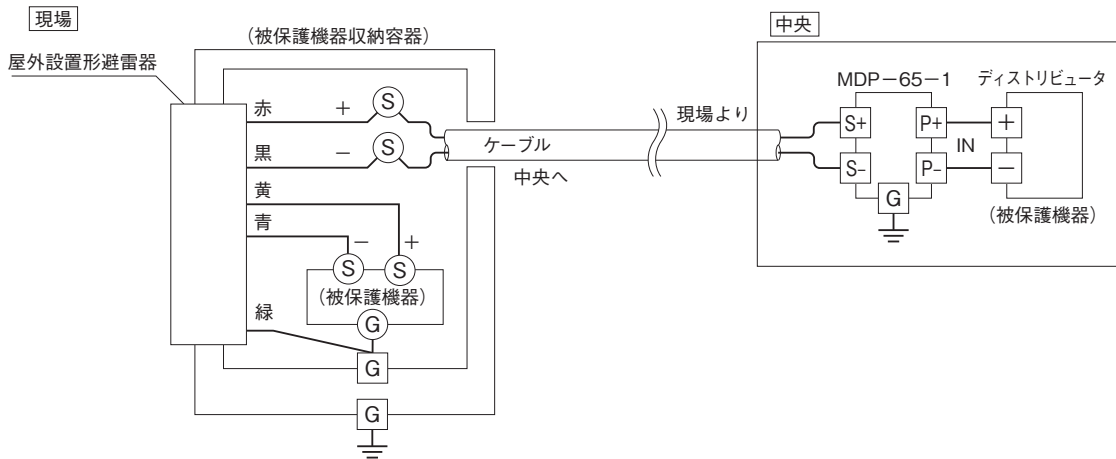 現場
屋外設置形避雷器
(被保護機器収納容器)
赤
+
S
黒
−
S
黄
青
−
+
S
S
(被保護機器)
G
緑
G
G
ケーブル
中央へ
現場より
中央
MDP−65−1
ディストリビュータ
S+
P+
+
IN
S−
P−
−
G
(被保護機器)